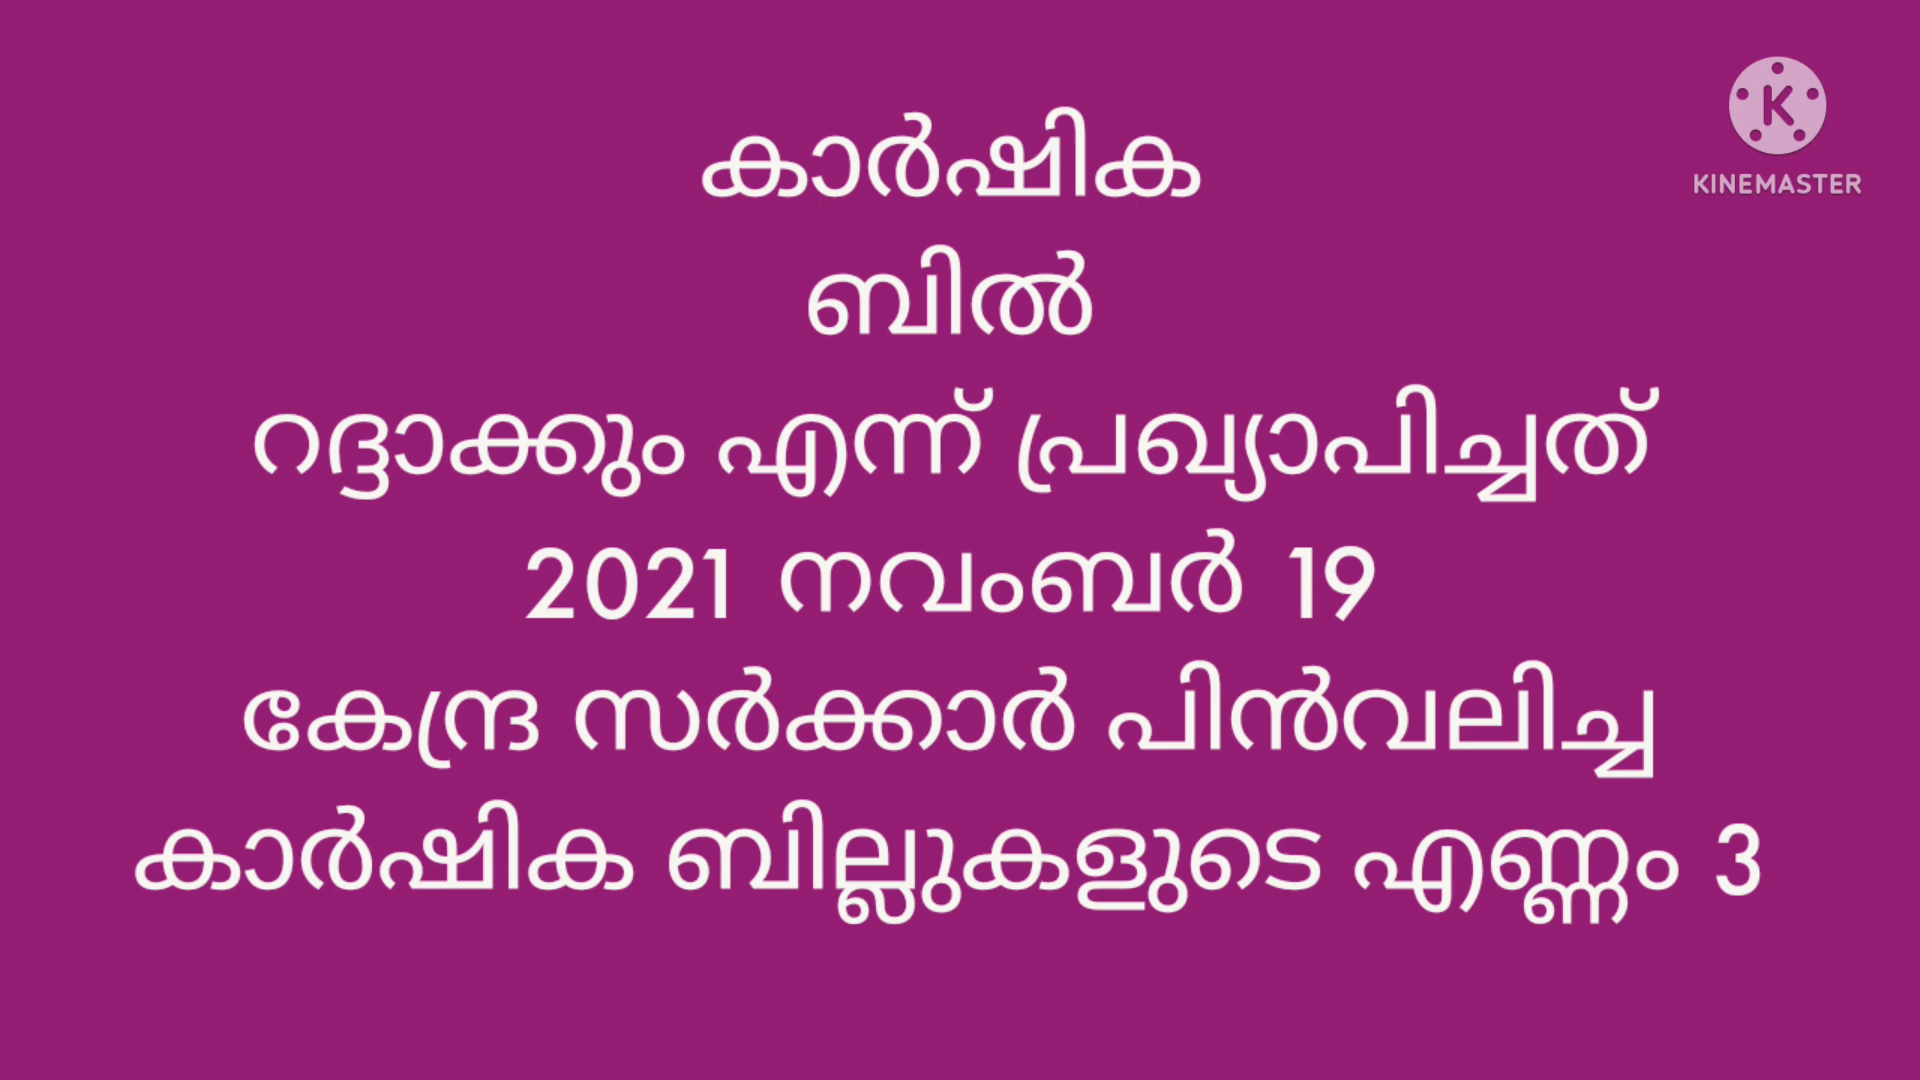 കാർഷിക
ബിൽ
റദ്ദാക്കും എന്ന് പ്രഖ്യാപിച്ചത്
2021 നവംബർ 19
കേന്ദ്ര സർക്കാർ പിൻവലിച്ച
കാർഷിക ബില്ലുകളുടെ എണ്ണം 3
K
KINEMASTER